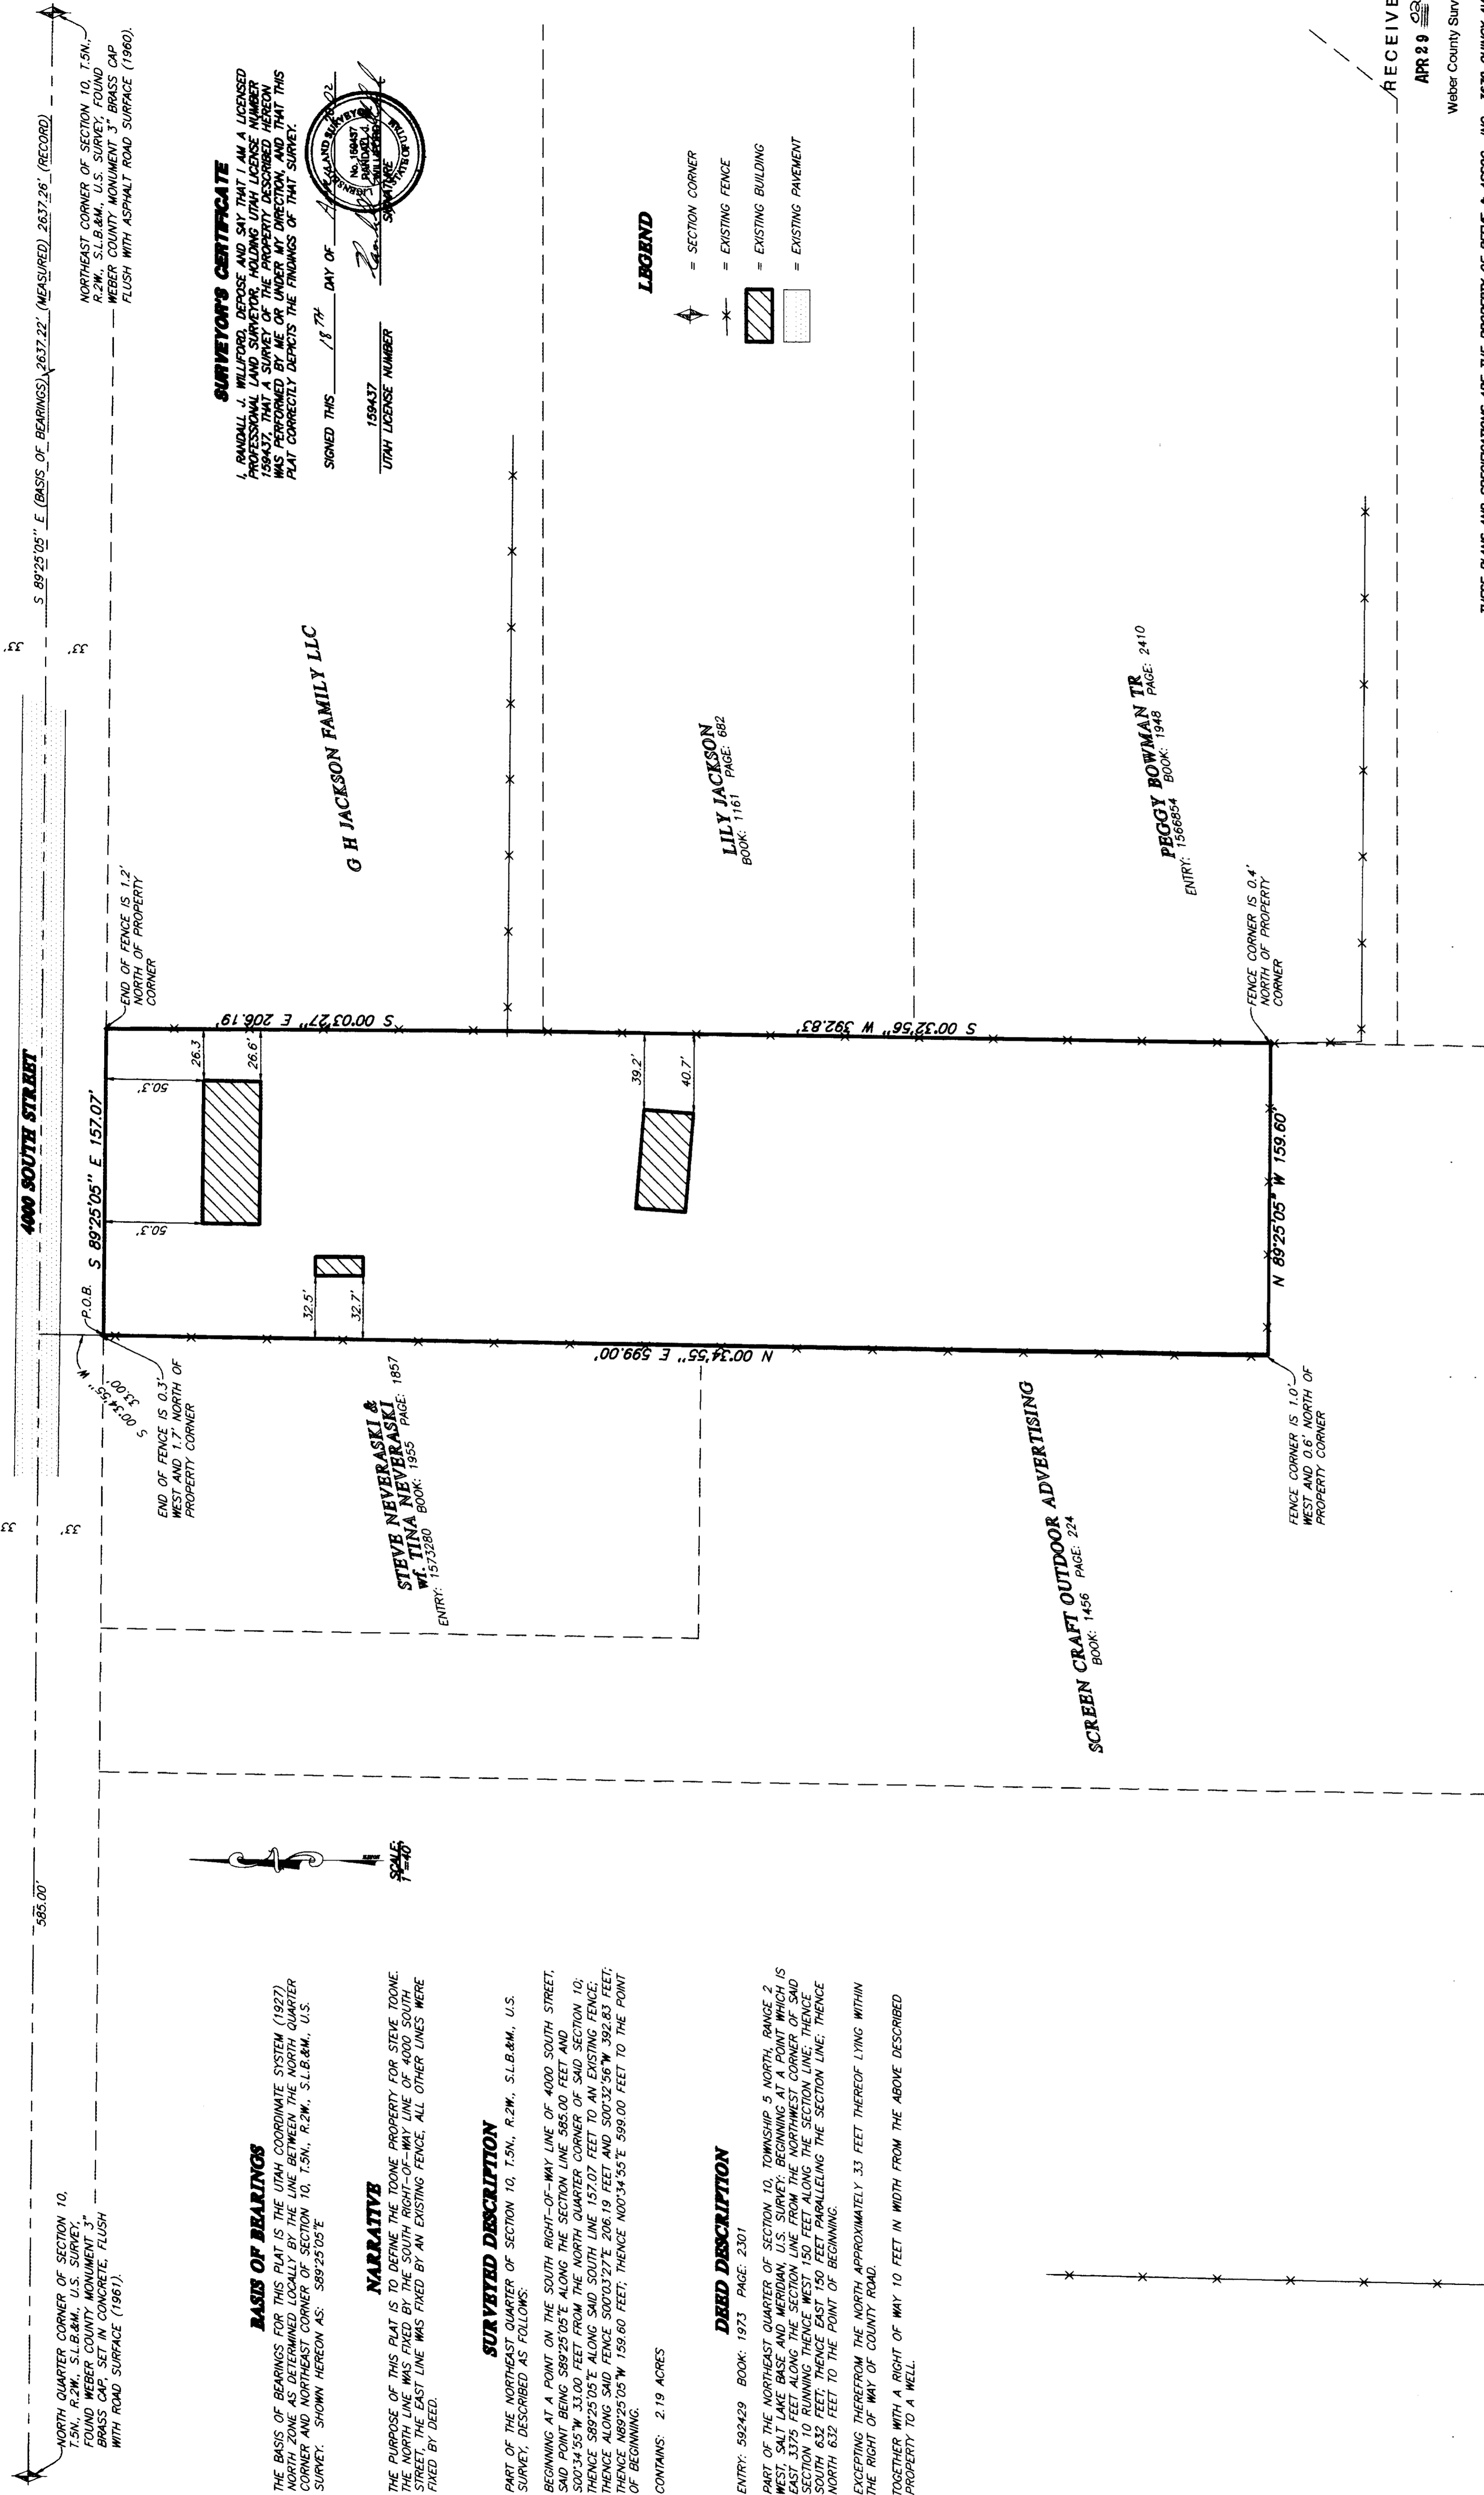 NORTH QUARTER CORNER OF SECTION 10,
T.5N., R.2W., S.L.B.&M., U.S. SURVEY,
FOUND WEBER COUNTY MONUMENT 3"
BRASS CAP, SET IN CONCRETE, FLUSH
WITH ROAD SURFACE (1961).
585.00'
33'
33'
4000 SOUTH STREET
33'
33'
S 89°25'05" E (BASIS OF BEARINGS) 2637.22' (MEASURED) 2637.26' (RECORD)
NORTHEAST CORNER OF SECTION 10, T.5N.,
R.2W., S.L.B.&M., U.S. SURVEY, FOUND
WEBER COUNTY MONUMENT 3" BRASS CAP
FLUSH WITH ASPHALT ROAD SURFACE (1960).
BASIS OF BEARINGS
THE BASIS OF BEARINGS FOR THIS PLAT IS THE UTAH COORDINATE SYSTEM (1927)
NORTH ZONE AS DETERMINED LOCALLY BY THE LINE BETWEEN THE NORTH QUARTER
CORNER AND NORTHEAST CORNER OF SECTION 10, T.5N., R.2W., S.L.B.&M., U.S.
SURVEY. SHOWN HEREON AS: S89°25'05"E
NARRATIVE
THE PURPOSE OF THIS PLAT IS TO DEFINE THE TOONE PROPERTY FOR STEVE TOONE.
THE NORTH LINE WAS FIXED BY THE SOUTH RIGHT-OF-WAY LINE OF 4000 SOUTH
STREET, THE EAST LINE WAS FIXED BY AN EXISTING FENCE, ALL OTHER LINES WERE
FIXED BY DEED.
SURVEYED DESCRIPTION
PART OF THE NORTHEAST QUARTER OF SECTION 10, T.5N., R.2W., S.L.B.&M., U.S.
SURVEY, DESCRIBED AS FOLLOWS:
BEGINNING AT A POINT ON THE SOUTH RIGHT-OF-WAY LINE OF 4000 SOUTH STREET,
SAID POINT BEING S89°25'05"E ALONG THE SECTION LINE 585.00 FEET AND
S00°34'55"W 33.00 FEET FROM THE NORTH QUARTER CORNER OF SAID SECTION 10;
THENCE S89°25'05"E ALONG SAID SOUTH LINE 157.07 FEET TO AN EXISTING FENCE;
THENCE ALONG SAID FENCE S00°03'27"E 206.19 FEET AND S00°32'56"W 392.83 FEET;
THENCE N89°25'05"W 159.60 FEET; THENCE N00°34'55"E 599.00 FEET TO THE POINT
OF BEGINNING.
CONTAINS: 2.19 ACRES
DEED DESCRIPTION
ENTRY: 592429 BOOK: 1973 PAGE: 2301
PART OF THE NORTHEAST QUARTER OF SECTION 10, TOWNSHIP 5 NORTH, RANGE 2
WEST, SALT LAKE BASE AND MERIDIAN, U.S. SURVEY: BEGINNING AT A POINT WHICH IS
EAST 3375 FEET ALONG THE SECTION LINE FROM THE NORTHWEST CORNER OF SAID
SECTION 10 RUNNING THENCE WEST 150 FEET ALONG THE SECTION LINE; THENCE
SOUTH 632 FEET; THENCE EAST 150 FEET PARALLELING THE SECTION LINE; THENCE
NORTH 632 FEET TO THE POINT OF BEGINNING.
EXCEPTING THEREFROM THE NORTH APPROXIMATELY 33 FEET THEREOF LYING WITHIN
THE RIGHT OF WAY OF COUNTY ROAD.
TOGETHER WITH A RIGHT OF WAY 10 FEET IN WIDTH FROM THE ABOVE DESCRIBED
PROPERTY TO A WELL.
SCALE:
1"=40'
S 00°34'55" W
33.00'
END OF FENCE IS 0.3'
WEST AND 1.7' NORTH OF
PROPERTY CORNER
P.O.B.
S 89°25'05" E 157.07'
END OF FENCE IS 1.2'
NORTH OF PROPERTY
CORNER
50.3'
50.3'
26.3
26.6'
32.5'
32.7'
39.2'
40.7'
S 00°03'27" E 206.19'
S 00°32'56" W 392.83'
N 00°34'55" E 599.00'
N 89°25'05" W 159.60'
STEVE NEVERASKI &
wf. TINA NEVERASKI
ENTRY: 1573280 BOOK: 1955 PAGE: 1857
SCREEN CRAFT OUTDOOR ADVERTISING
BOOK: 1456 PAGE: 224
FENCE CORNER IS 1.0'
WEST AND 0.6' NORTH OF
PROPERTY CORNER
FENCE CORNER IS 0.4'
NORTH OF PROPERTY
CORNER
G H JACKSON FAMILY LLC
LILY JACKSON
BOOK: 1161 PAGE: 682
PEGGY BOWMAN TR
ENTRY: 1566854 BOOK: 1948 PAGE: 2410
SURVEYOR'S CERTIFICATE
I, RANDALL J. WILLIFORD, DEPOSE AND SAY THAT I AM A LICENSED
PROFESSIONAL LAND SURVEYOR, HOLDING UTAH LICENSE NUMBER
159437, THAT A SURVEY OF THE PROPERTY DESCRIBED HEREON
WAS PERFORMED BY ME OR UNDER MY DIRECTION, AND THAT THIS
PLAT CORRECTLY DEPICTS THE FINDINGS OF THAT SURVEY.
SIGNED THIS 18TH DAY OF
159437
UTAH LICENSE NUMBER
SIGNATURE
No. 159437
RANDALL J.
WILLIFORD
STATE OF UTAH
LEGEND
= SECTION CORNER
= EXISTING FENCE
= EXISTING BUILDING
= EXISTING PAVEMENT
RECEIVE
APR 29 02
Weber County Surv